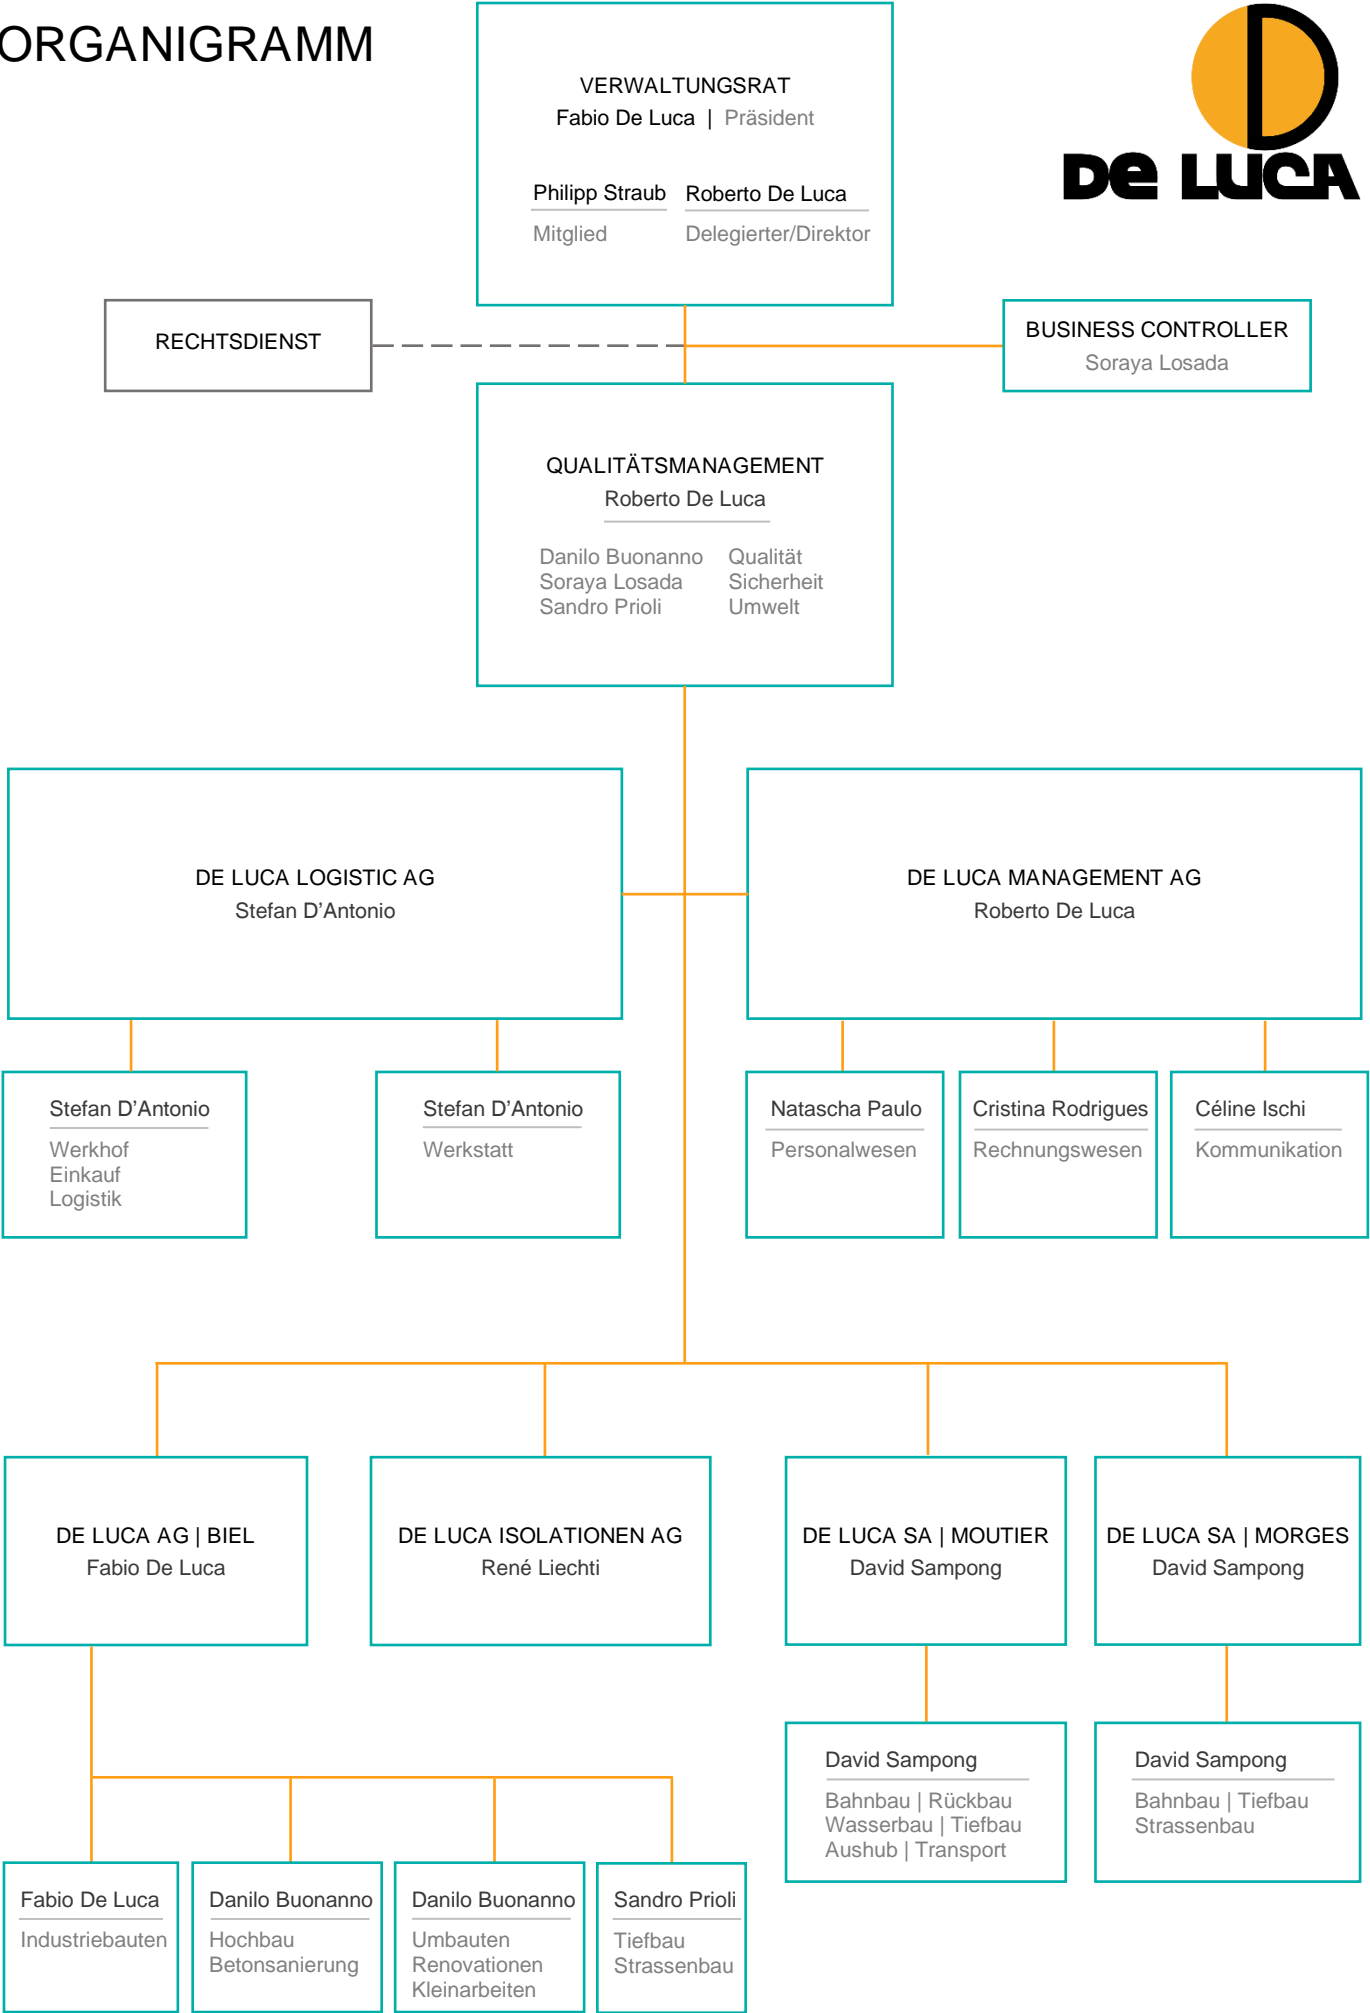 ORGANIGRAMM
DE LUCA
VERWALTUNGSRAT
Fabio De Luca | Präsident
Philipp Straub
Mitglied
Roberto De Luca
Delegierter/Direktor
RECHTSDIENST
BUSINESS CONTROLLER
Soraya Losada
QUALITÄTSMANAGEMENT
Roberto De Luca
Danilo Buonanno Qualität
Soraya Losada Sicherheit
Sandro Prioli Umwelt
DE LUCA LOGISTIC AG
Stefan D’Antonio
DE LUCA MANAGEMENT AG
Roberto De Luca
Stefan D’Antonio
Werkhof
Einkauf
Logistik
Stefan D’Antonio
Werkstatt
Natascha Paulo
Personalwesen
Cristina Rodrigues
Rechnungswesen
Céline Ischi
Kommunikation
DE LUCA AG | BIEL
Fabio De Luca
DE LUCA ISOLATIONEN AG
René Liechti
DE LUCA SA | MOUTIER
David Sampong
DE LUCA SA | MORGES
David Sampong
David Sampong
Bahnbau | Rückbau
Wasserbau | Tiefbau
Aushub | Transport
David Sampong
Bahnbau | Tiefbau
Strassenbau
Fabio De Luca
Industriebauten
Danilo Buonanno
Hochbau
Betonsanierung
Danilo Buonanno
Umbauten
Renovationen
Kleinarbeiten
Sandro Prioli
Tiefbau
Strassenbau